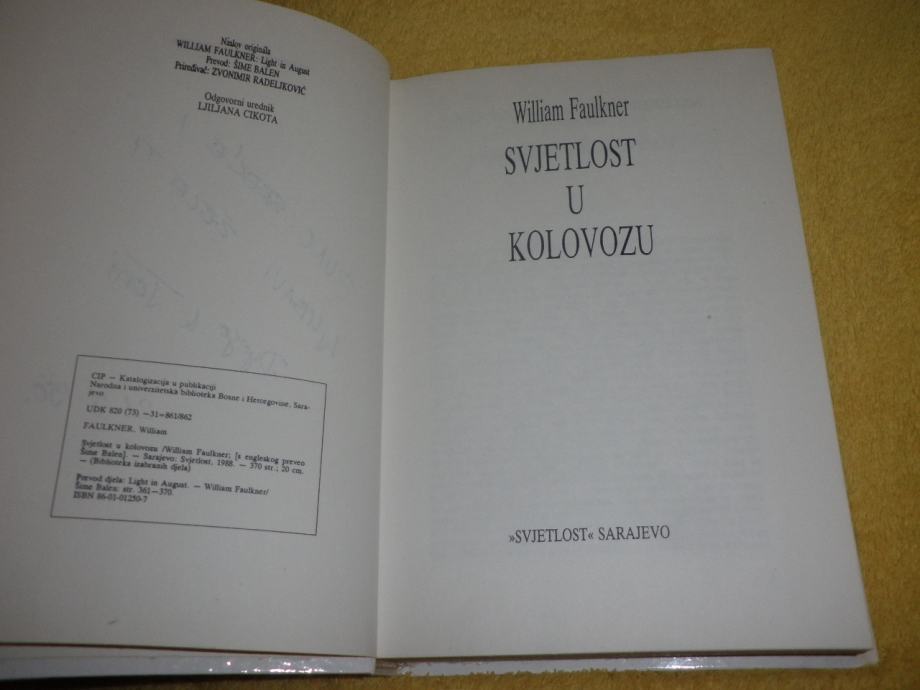 Naslov originala
WILLIAM FAULKNER: Light in August
Prevod: ŠIME BALEN
Priređivač: ZVONIMIR RADELJKOVIĆ
Odgovorni urednik
LJILJANA CIKOTA
CIP — Katalogizacija u publikaciji
Narodna i univerzitetska biblioteka Bosne i Hercegovine, Sara-
jevo
UDK 820 (73) —31=861/862
FAULKNER, William
Svjetlost u kolovozu /William Faulkner; [s engleskog preveo
Šime Balen]. — Sarajevo: Svjetlost, 1988. — 370 str.; 20 cm.
— (Biblioteka izabranih djela)
Prevod djela: Light in August. — William Faulkner/
Šime Balen: str. 361—370.
ISBN 86-01-01250-7
William Faulkner
SVJETLOST
U
KOLOVOZU
»SVJETLOST« SARAJEVO